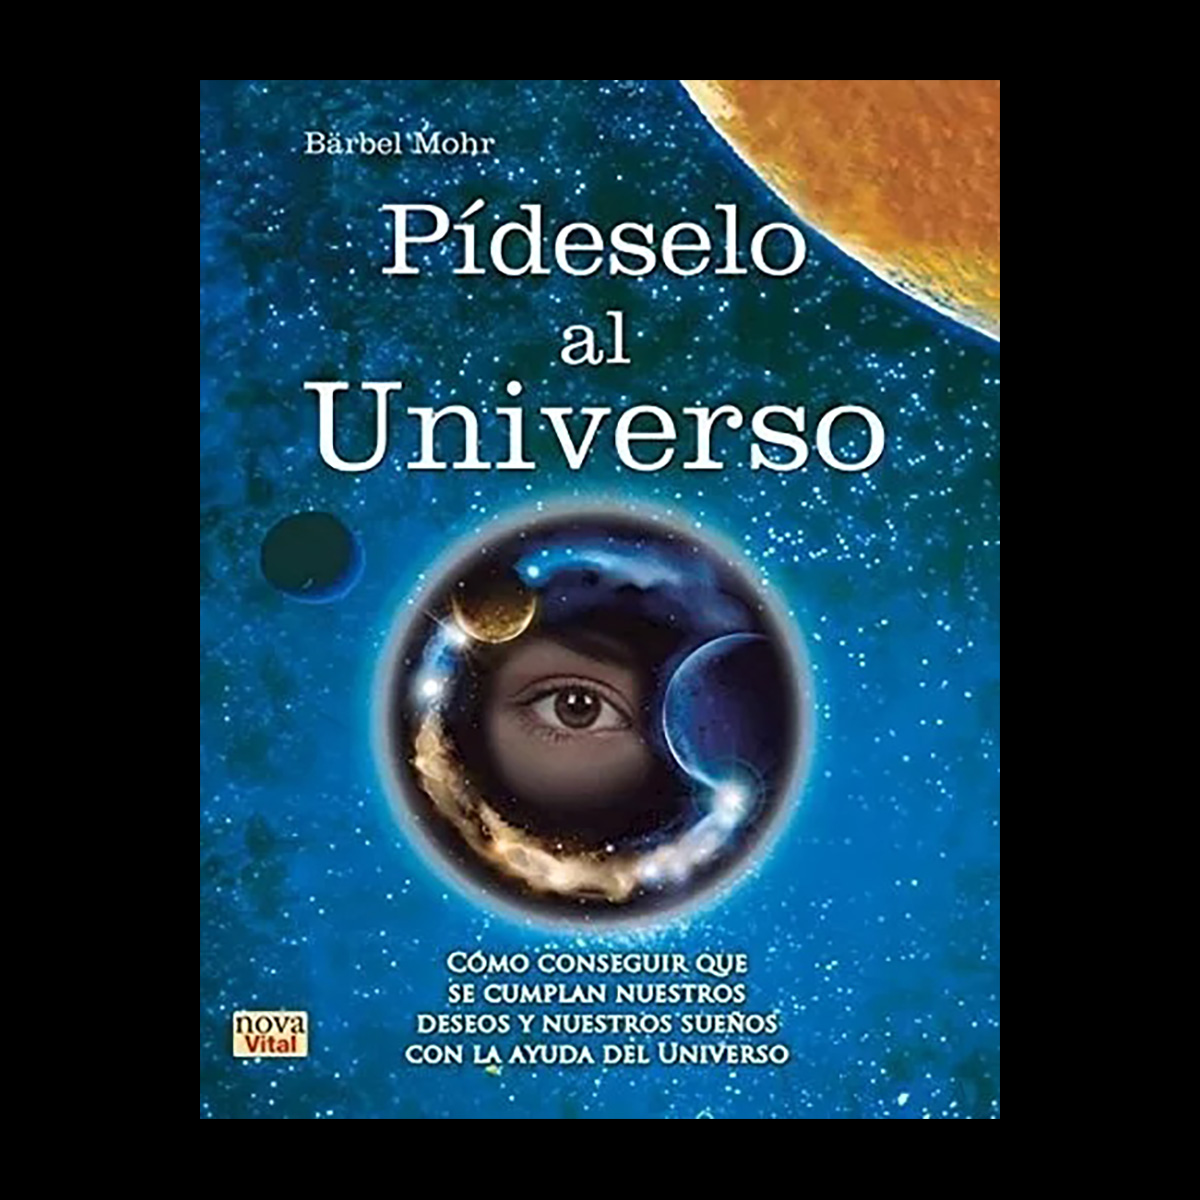 Bärbel Mohr
Pídeselo
al
Universo
CÓMO CONSEGUIR QUE
SE CUMPLAN NUESTROS
DESEOS Y NUESTROS SUEÑOS
CON LA AYUDA DEL UNIVERSO
nova
Vital